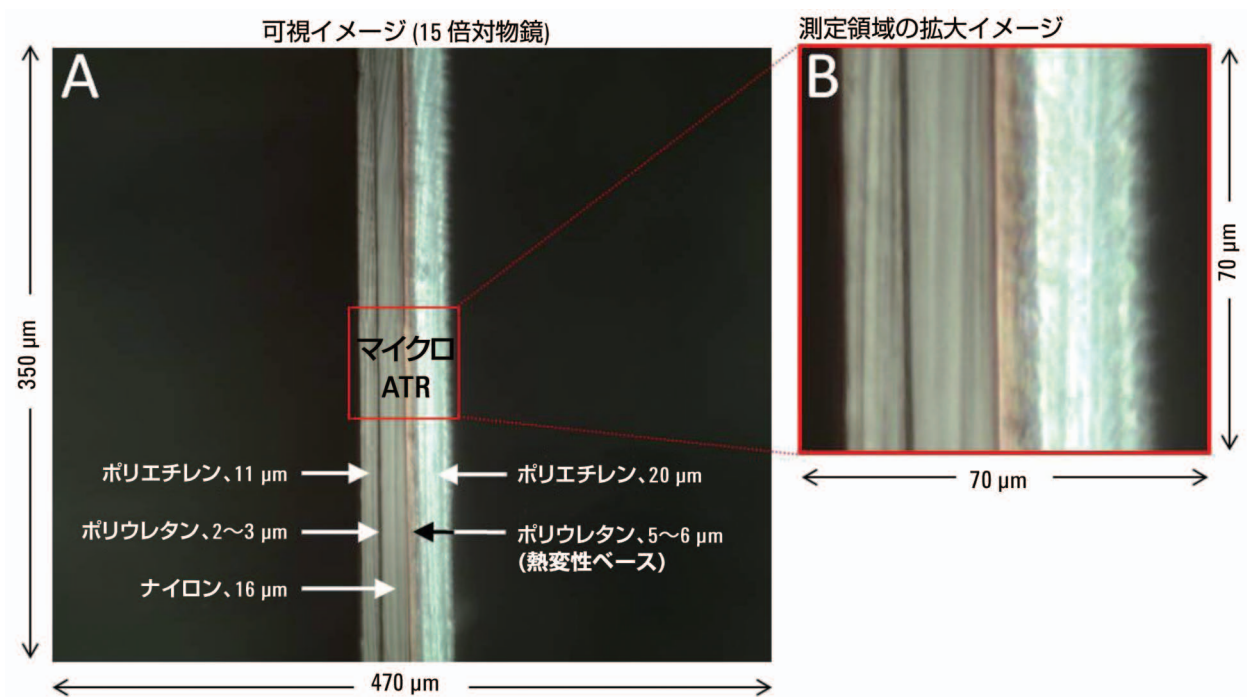 可視イメージ (15 倍対物鏡)
測定領域の拡大イメージ
A
B
350 µm
70 µm
マイクロ
ATR
ポリエチレン、11 µm
ポリエチレン、20 µm
ポリウレタン、2～3 µm
ポリウレタン、5～6 µm
(熱変性ベース)
ナイロン、16 µm
70 µm
470 µm